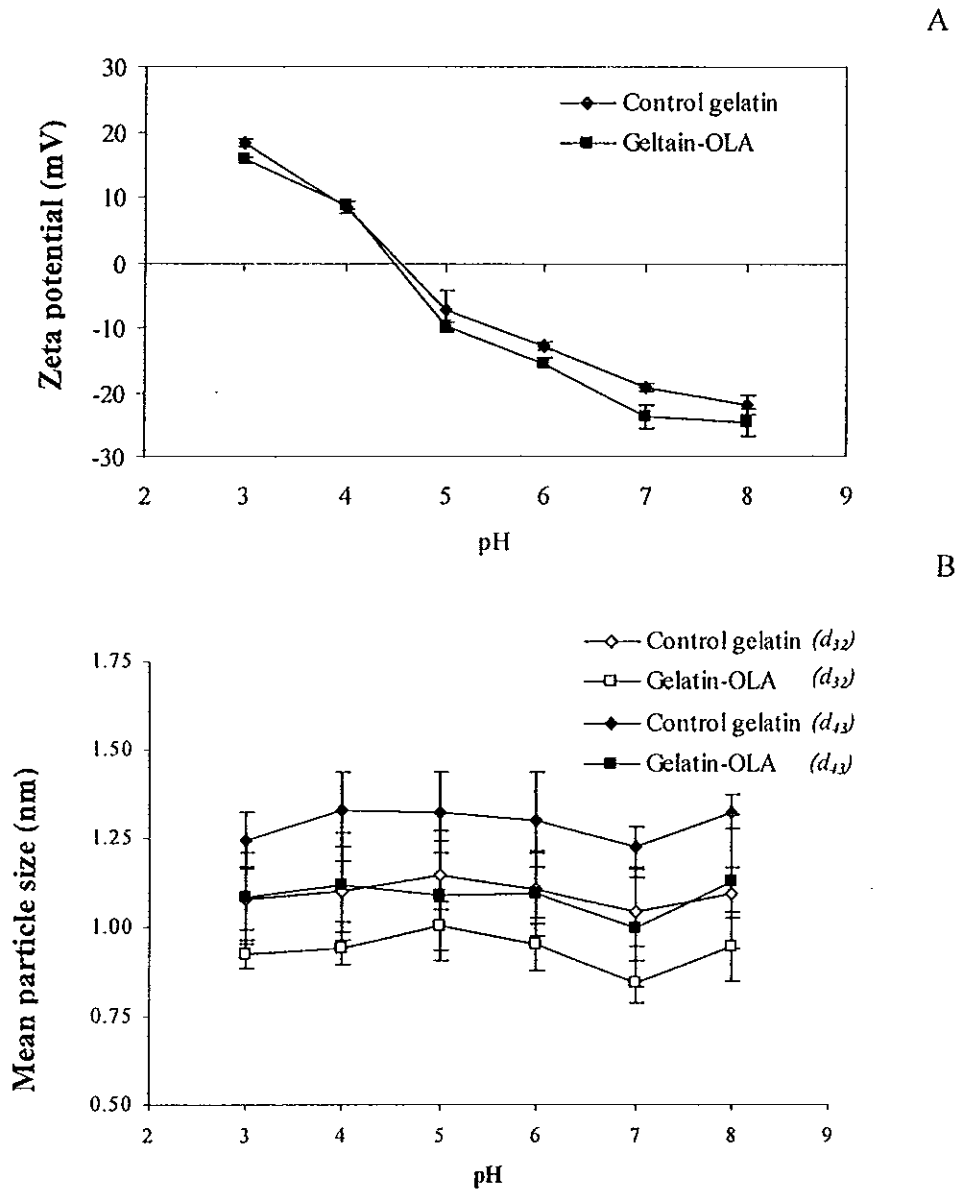 A
30
20
10
0
-10
-20
-30
Zeta potential (mV)
Control gelatin
Geltain-OLA
2 3 4 5 6 7 8 9
pH
B
Control gelatin (d32)
Gelatin-OLA (d32)
Control gelatin (d43)
Gelatin-OLA (d43)
1.75
1.50
1.25
1.00
0.75
0.50
Mean particle size (nm)
2 3 4 5 6 7 8 9
pH